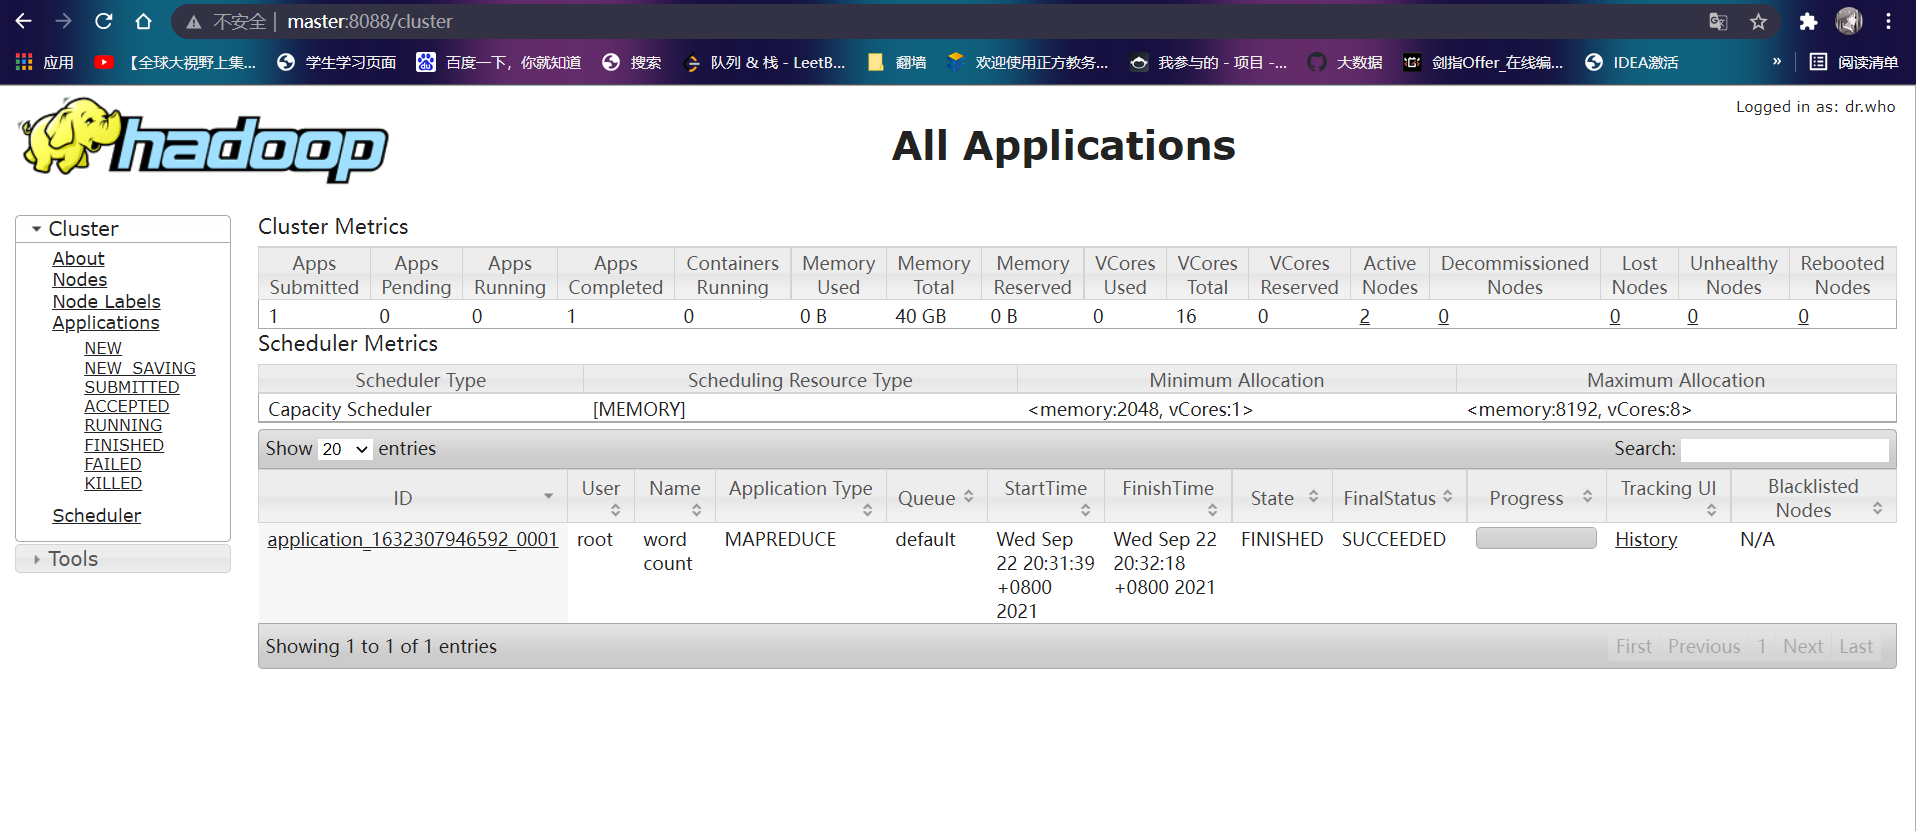 不安全 | master:8088/cluster
应用 【全球大視野上集... 学生学习页面 百度一下，你就知道 搜索 队列 & 栈 - LeetB... 翻墙 欢迎使用正方教务... 我参与的 - 项目 -... 大数据 剑指Offer_在线编... IDEA激活 » 阅读清单
Logged in as: dr.who
hadoop
All Applications
Cluster
About
Nodes
Node Labels
Applications
NEW
NEW_SAVING
SUBMITTED
ACCEPTED
RUNNING
FINISHED
FAILED
KILLED
Scheduler
Tools
Cluster Metrics
Apps Submitted Apps Pending Apps Running Apps Completed Containers Running Memory Used Memory Total Memory Reserved VCores Used VCores Total VCores Reserved Active Nodes Decommissioned Nodes Lost Nodes Unhealthy Nodes Rebooted Nodes
1 0 0 1 0 0 B 40 GB 0 B 0 16 0 2 0 0 0 0
Scheduler Metrics
Scheduler Type Scheduling Resource Type Minimum Allocation Maximum Allocation
Capacity Scheduler [MEMORY] <memory:2048, vCores:1> <memory:8192, vCores:8>
Show 20 entries Search:
ID User Name Application Type Queue StartTime FinishTime State FinalStatus Progress Tracking UI Blacklisted Nodes
application_1632307946592_0001 root word count MAPREDUCE default Wed Sep 22 20:31:39 +0800 2021 Wed Sep 22 20:32:18 +0800 2021 FINISHED SUCCEEDED History N/A
Showing 1 to 1 of 1 entries First Previous 1 Next Last